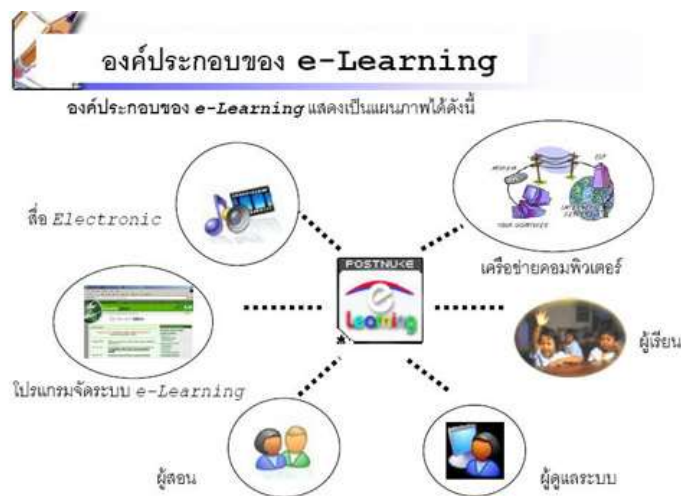 องค์ประกอบของ e-Learning
องค์ประกอบของ e-Learning แสดงเป็นแผนภาพได้ดังนี้
สื่อ Electronic
MODEM
ISP
YOUR COMPUTER
เครือข่ายคอมพิวเตอร์
POSTNUKE
e
Learning
ผู้เรียน
โปรแกรมจัดระบบ e-Learning
ผู้สอน
ผู้ดูแลระบบ